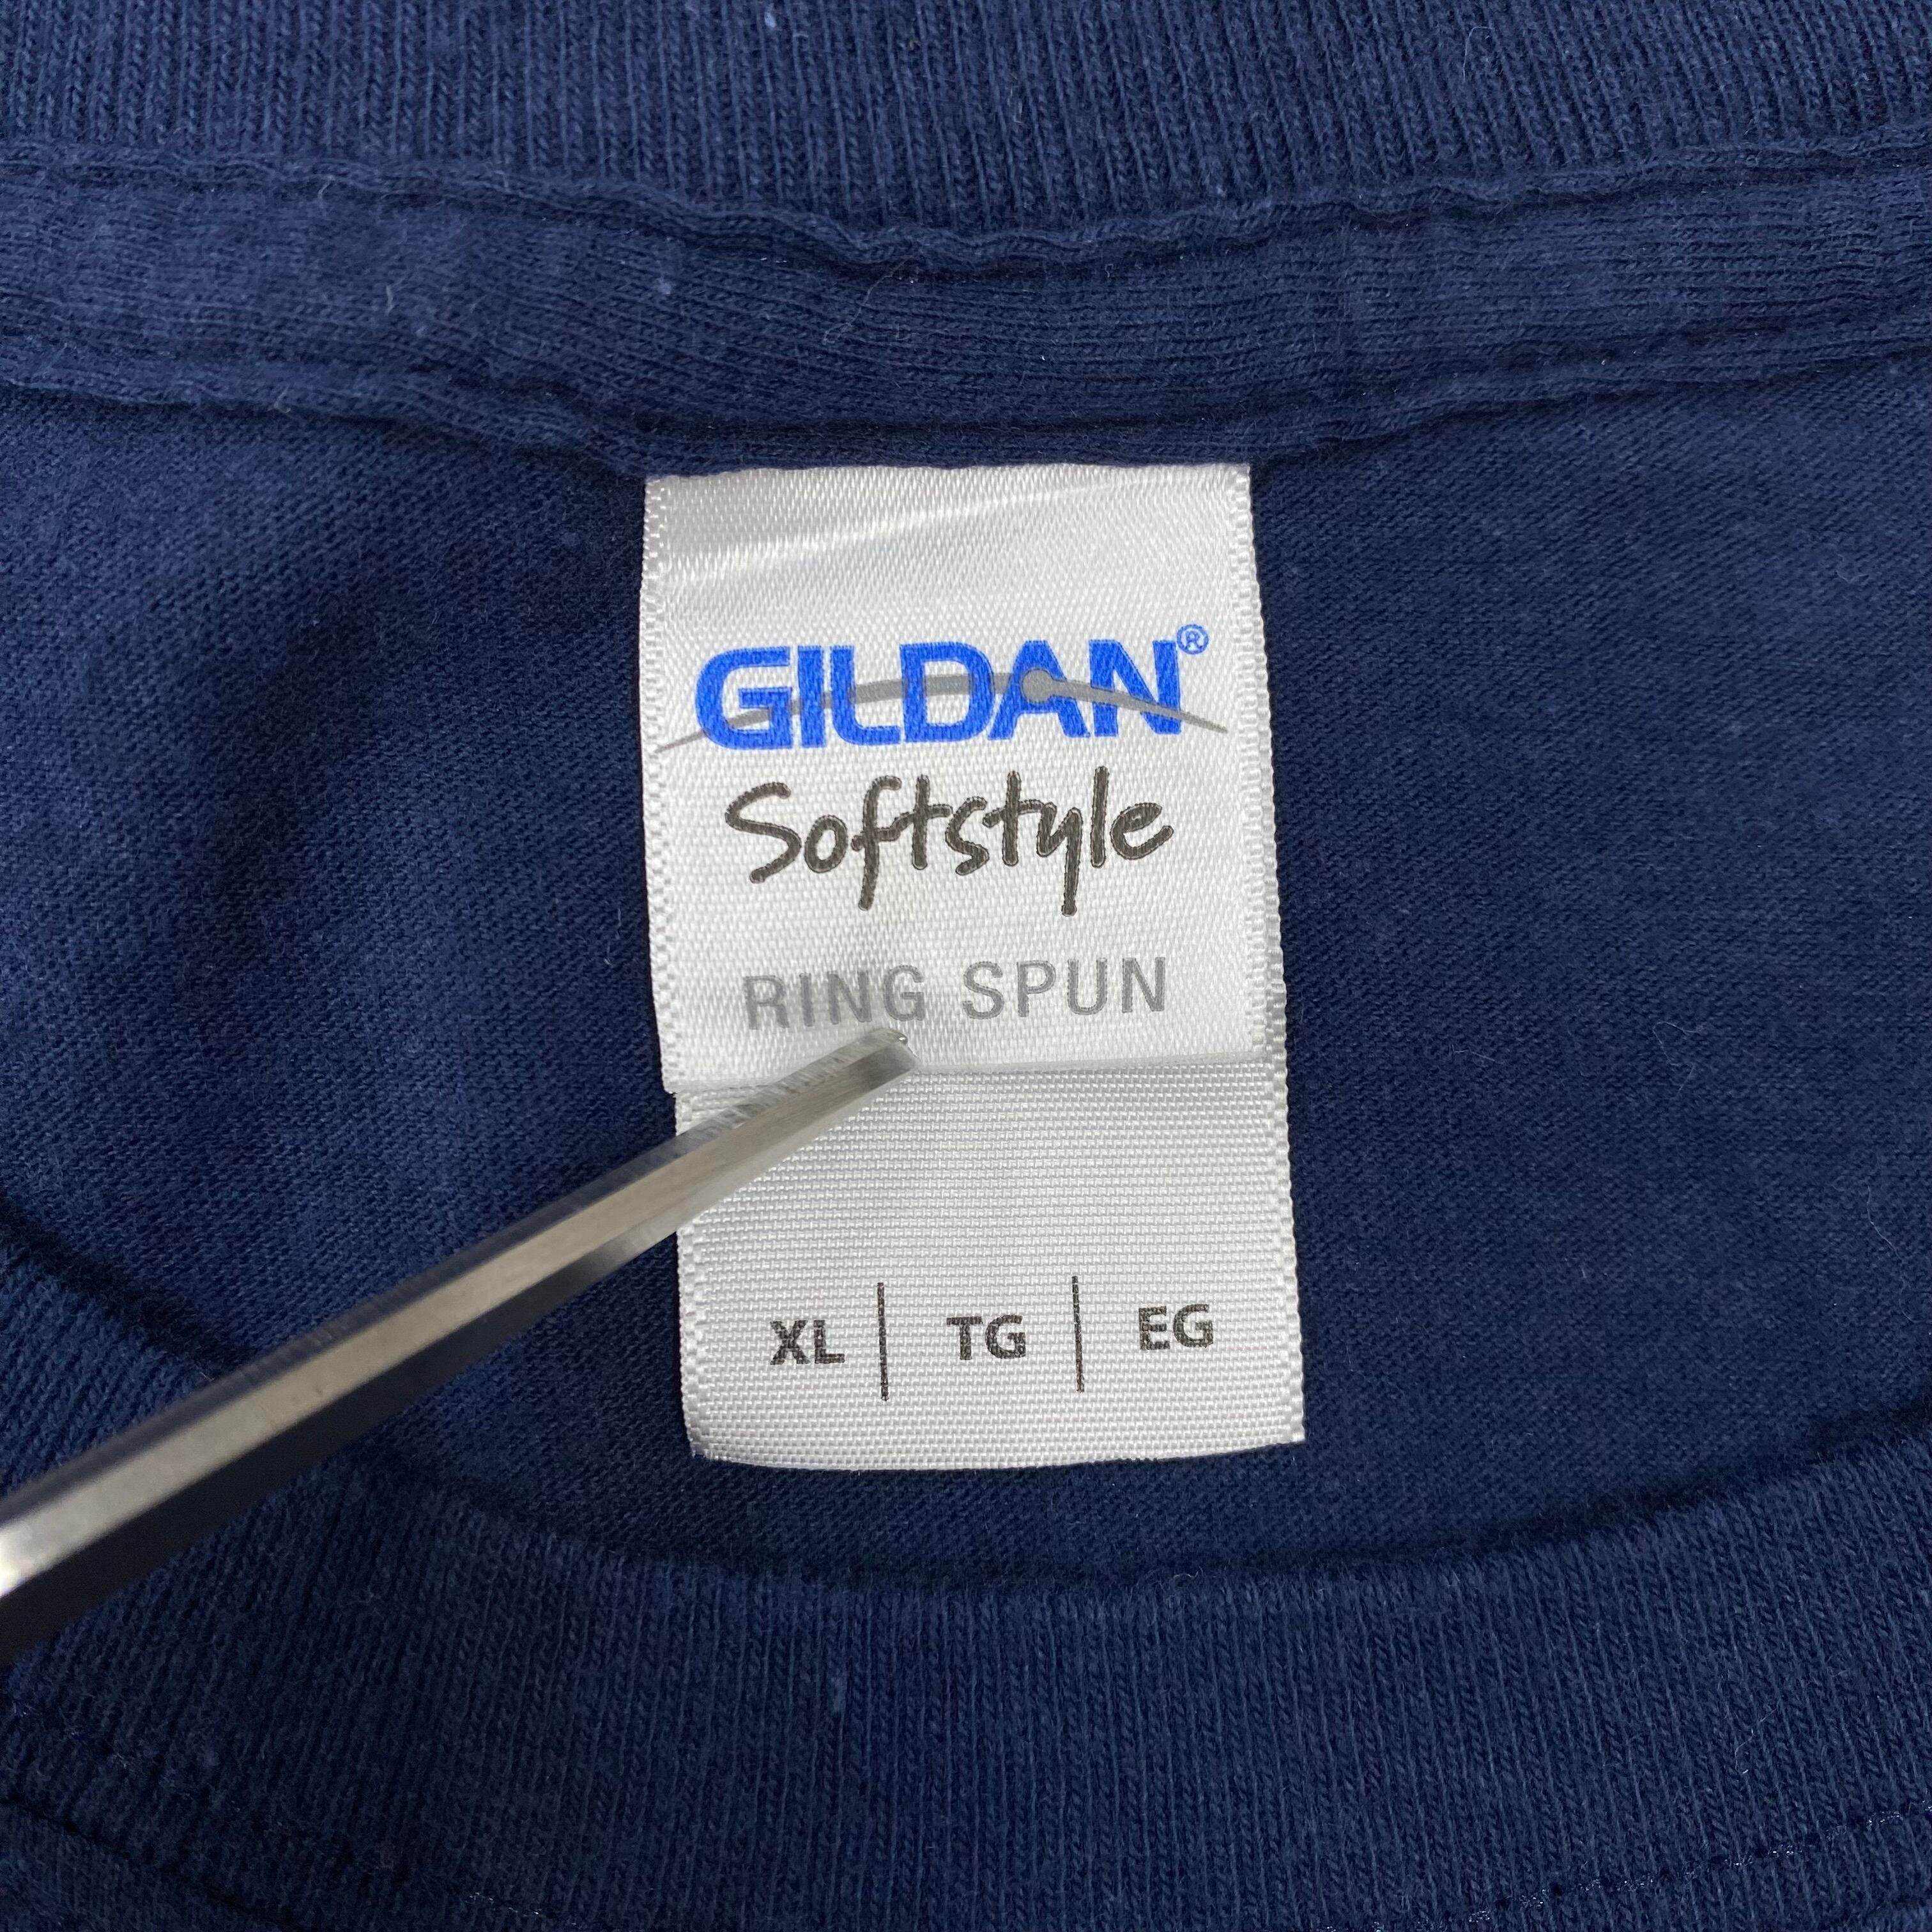 GILDAN®
Softstyle
RING SPUN
XL | TG | EG